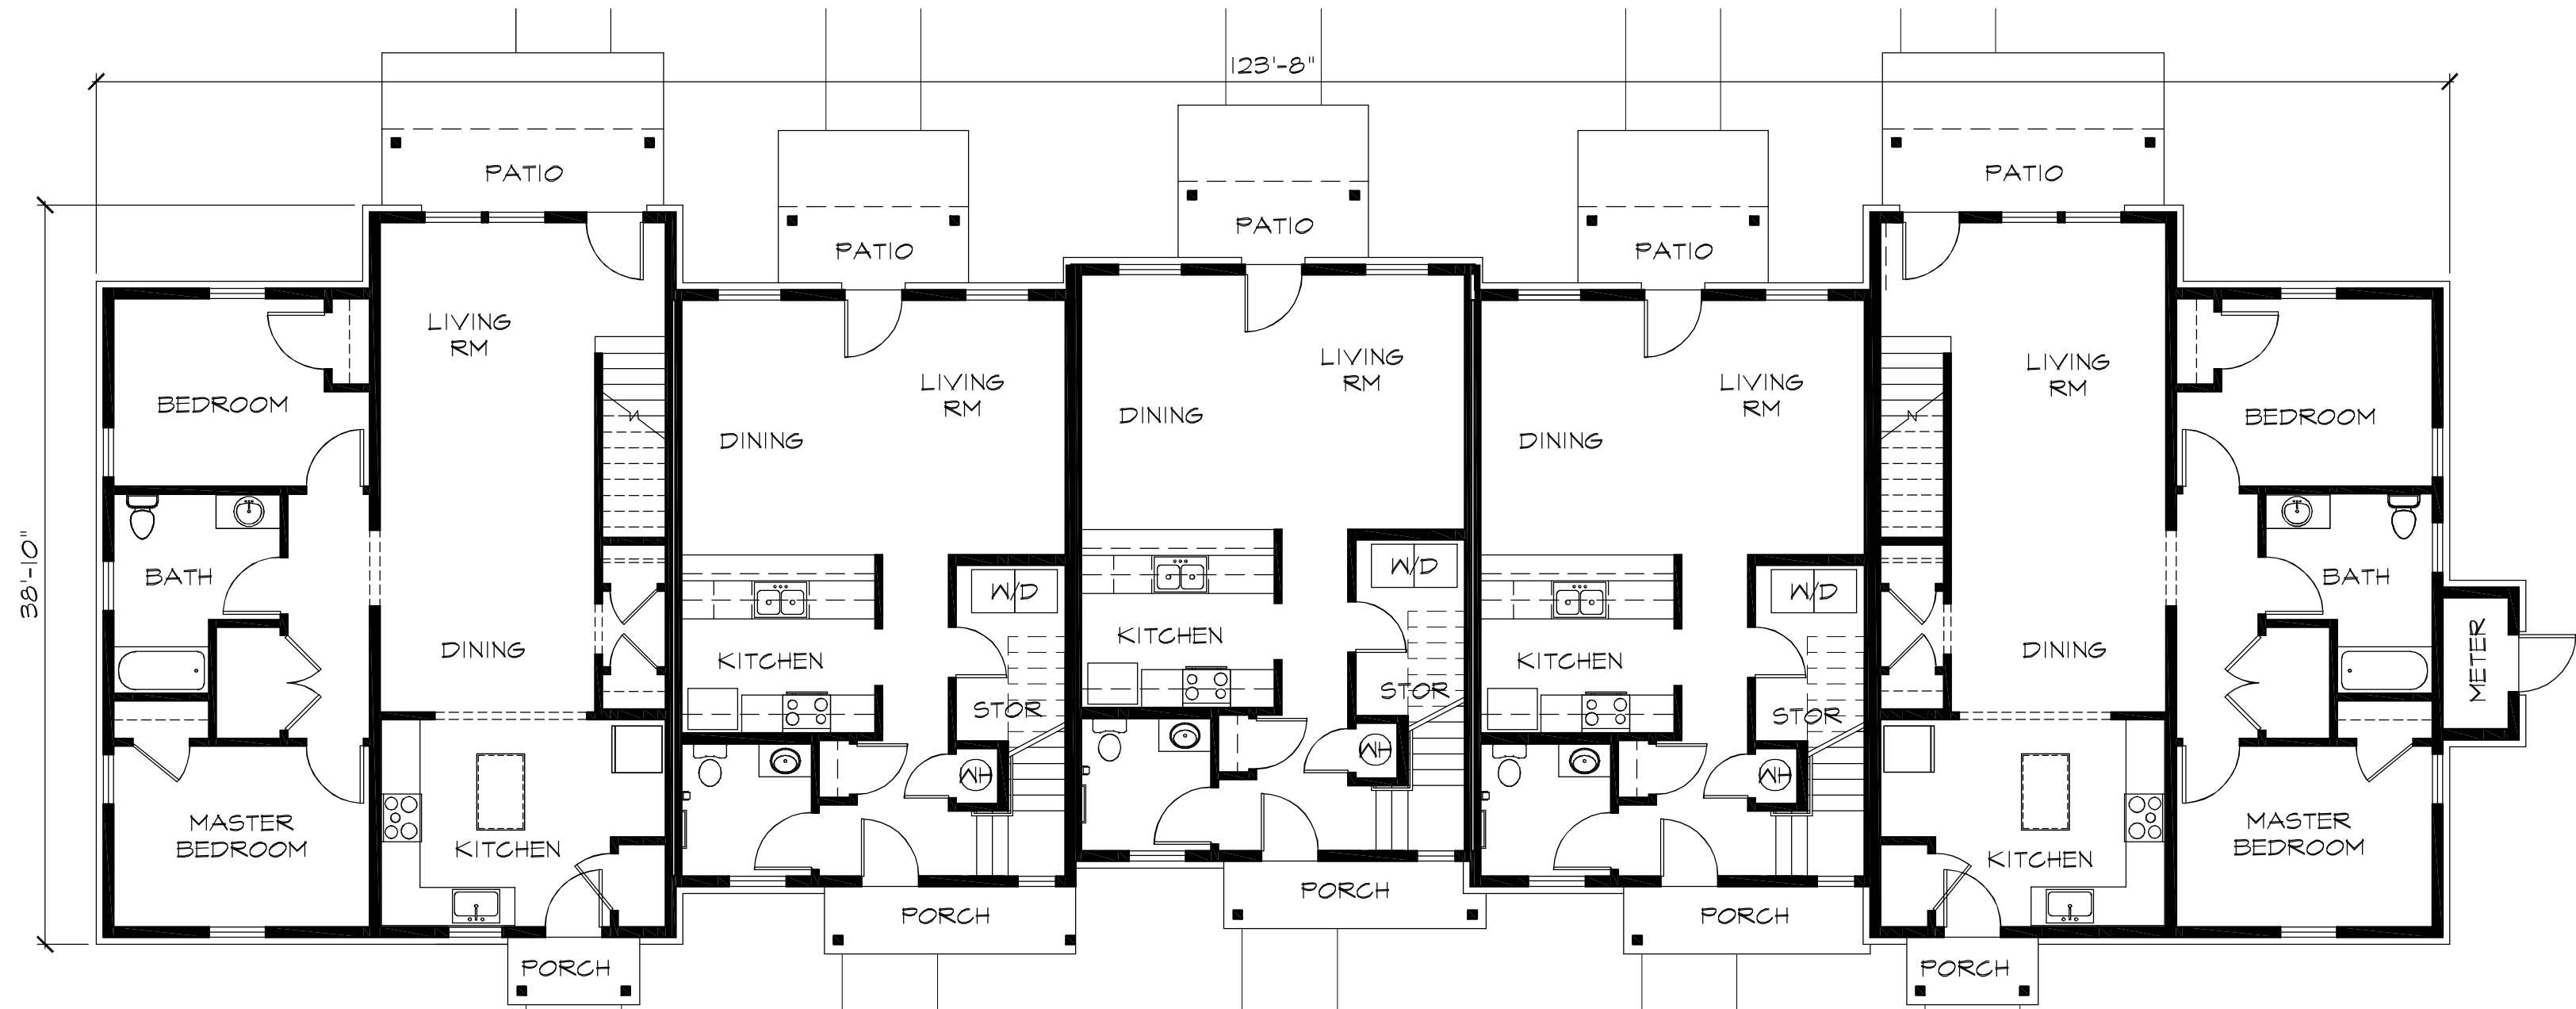 123'-8"
38'-10"
PATIO
PATIO
PATIO
PATIO
PATIO
LIVING
RM
BEDROOM
BATH
DINING
MASTER
BEDROOM
KITCHEN
PORCH
LIVING
RM
DINING
W/D
KITCHEN
STOR
WH
PORCH
LIVING
RM
DINING
W/D
KITCHEN
STOR
WH
PORCH
LIVING
RM
DINING
W/D
KITCHEN
STOR
WH
PORCH
LIVING
RM
BEDROOM
BATH
DINING
METER
MASTER
BEDROOM
KITCHEN
PORCH